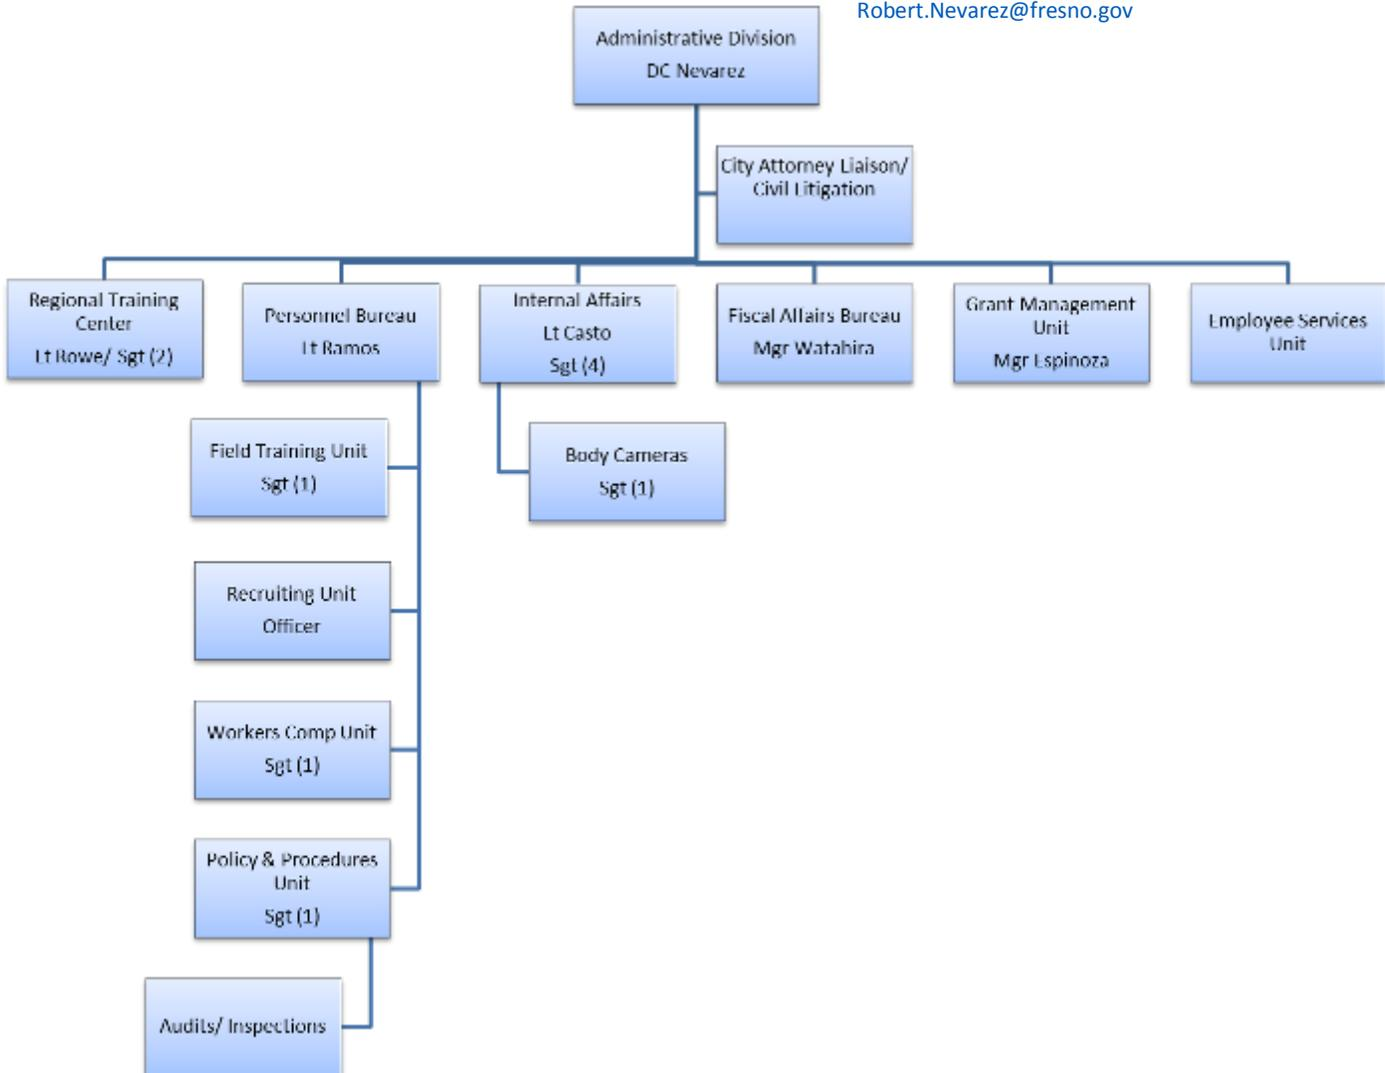 Robert.Nevarez@fresno.gov
Administrative Division
DC Nevarez
City Attorney Liaison/
Civil Litigation
Regional Training
Center
Lt Rowe/ Sgt (2)
Personnel Bureau
Lt Ramos
Internal Affairs
Lt Casto
Sgt (4)
Fiscal Affairs Bureau
Mgr Watahira
Grant Management
Unit
Mgr Espinoza
Employee Services
Unit
Field Training Unit
Sgt (1)
Body Cameras
Sgt (1)
Recruiting Unit
Officer
Workers Comp Unit
Sgt (1)
Policy & Procedures
Unit
Sgt (1)
Audits/ Inspections